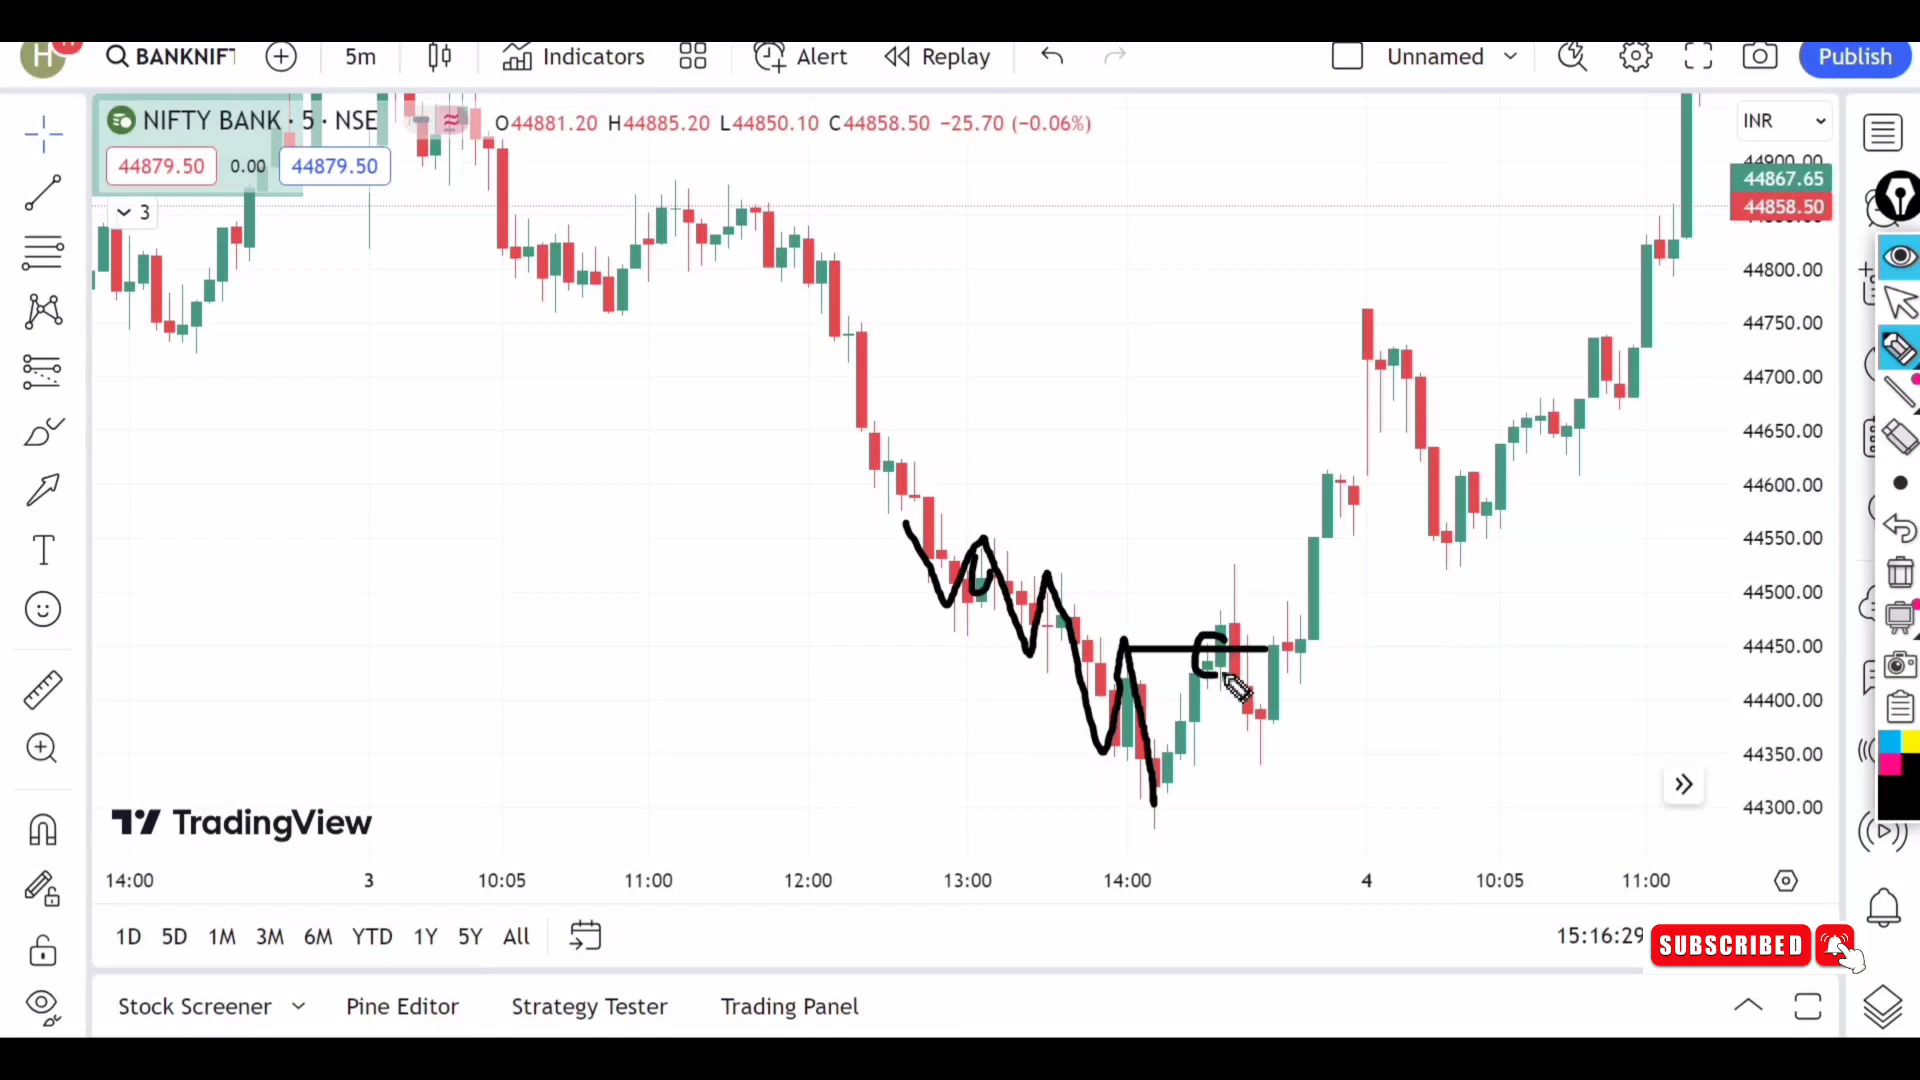 H H BANKNIFT 5m Indicators Alert Replay Unnamed Publish
NIFTY BANK · 5 · NSE O44881.20 H44885.20 L44850.10 C44858.50 −25.70 (−0.06%) INR
44879.50 0.00 44879.50
3
44900.00
44867.65
44858.50
44800.00
44750.00
44700.00
44650.00
44600.00
44550.00
44500.00
44450.00
44400.00
44350.00
44300.00
TradingView
14:00 3 10:05 11:00 12:00 13:00 14:00 4 10:05 11:00
1D 5D 1M 3M 6M YTD 1Y 5Y All 15:16:29
SUBSCRIBED
Stock Screener Pine Editor Strategy Tester Trading Panel